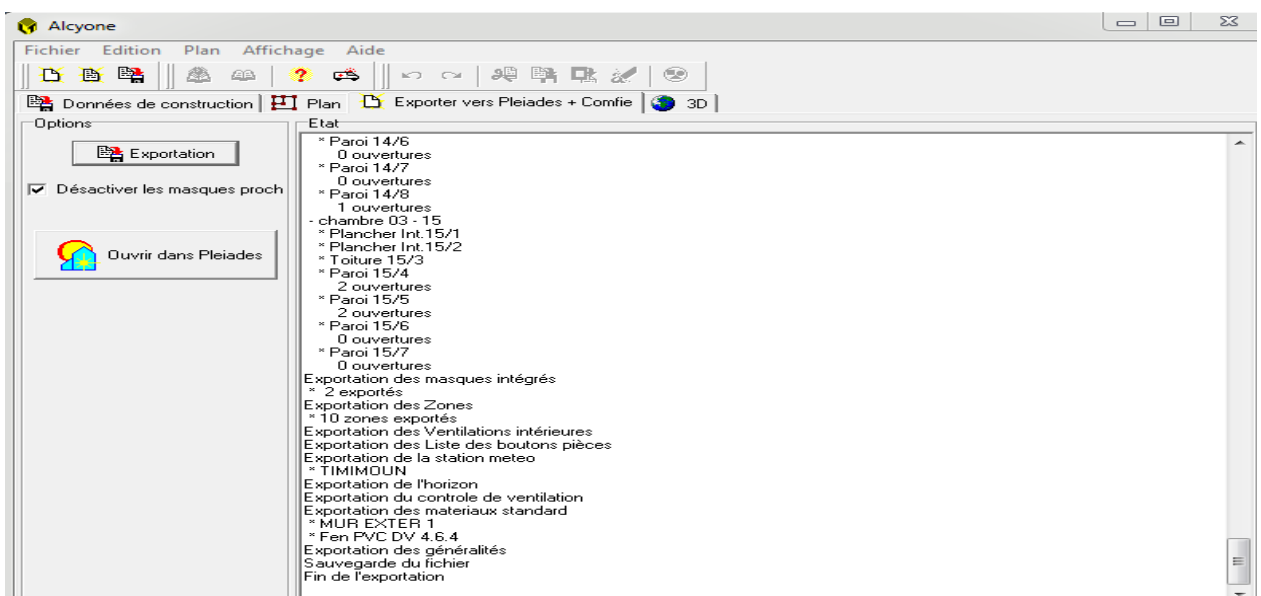 Alcyone
Fichier Edition Plan Affichage Aide
Données de construction Plan Exporter vers Pleiades + Comfie 3D
Options
Exportation
Désactiver les masques proch
Ouvrir dans Pleiades
Etat
* Paroi 14/6
0 ouvertures
* Paroi 14/7
0 ouvertures
* Paroi 14/8
1 ouvertures
- chambre 03 - 15
* Plancher Int.15/1
* Plancher Int.15/2
* Toiture 15/3
* Paroi 15/4
2 ouvertures
* Paroi 15/5
2 ouvertures
* Paroi 15/6
0 ouvertures
* Paroi 15/7
0 ouvertures
Exportation des masques intégrés
* 2 exportés
Exportation des Zones
* 10 zones exportés
Exportation des Ventilations intérieures
Exportation des Liste des boutons pièces
Exportation de la station meteo
* TIMIMOUN
Exportation de l'horizon
Exportation du controle de ventilation
Exportation des materiaux standard
* MUR EXTER 1
* Fen PVC DV 4.6.4
Exportation des généralités
Sauvegarde du fichier
Fin de l'exportation